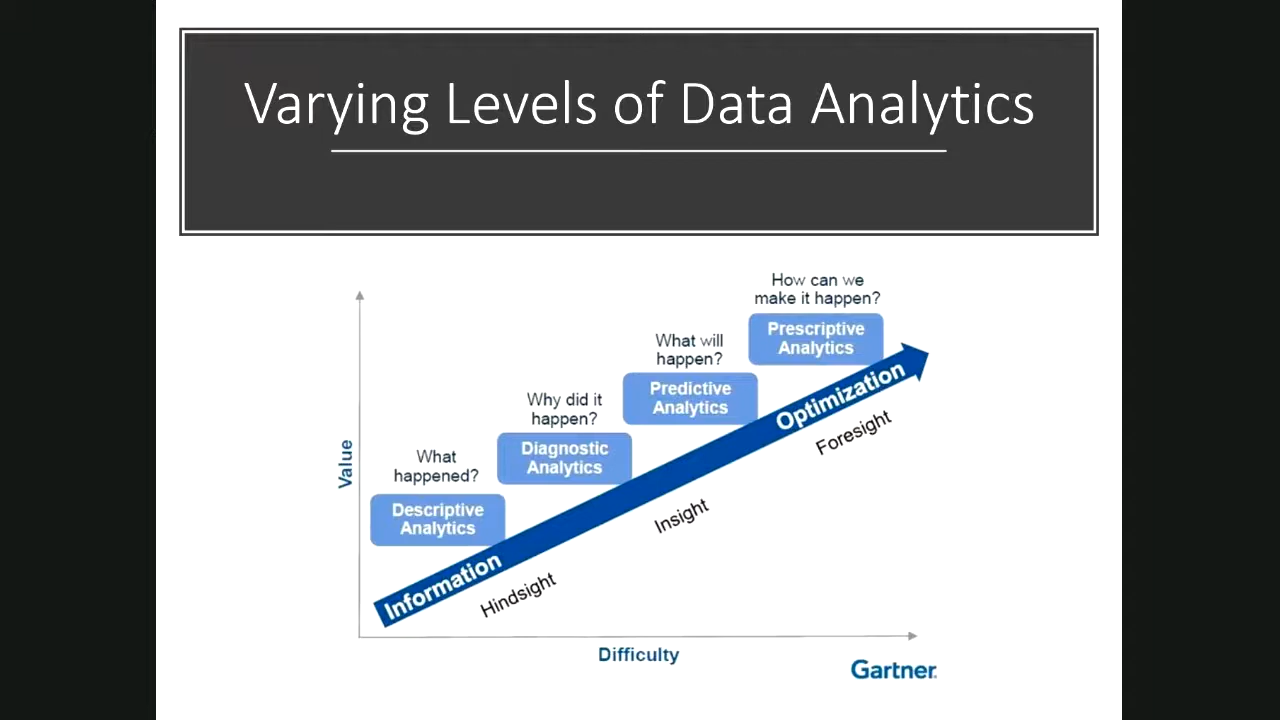 Varying Levels of Data Analytics
How can we
make it happen?
Prescriptive
Analytics
What will
happen?
Predictive
Analytics
Why did it
happen?
Diagnostic
Analytics
What
happened?
Descriptive
Analytics
Value
Information
Optimization
Hindsight
Insight
Foresight
Difficulty
Gartner.